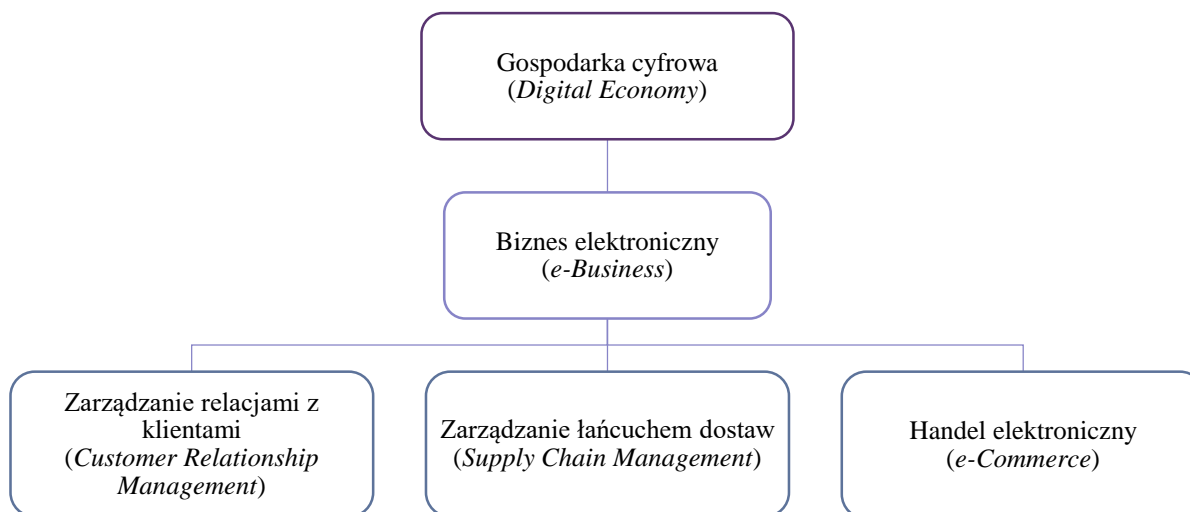 Gospodarka cyfrowa
(Digital Economy)
Biznes elektroniczny
(e-Business)
Zarządzanie relacjami z
klientami
(Customer Relationship
Management)
Zarządzanie łańcuchem dostaw
(Supply Chain Management)
Handel elektroniczny
(e-Commerce)